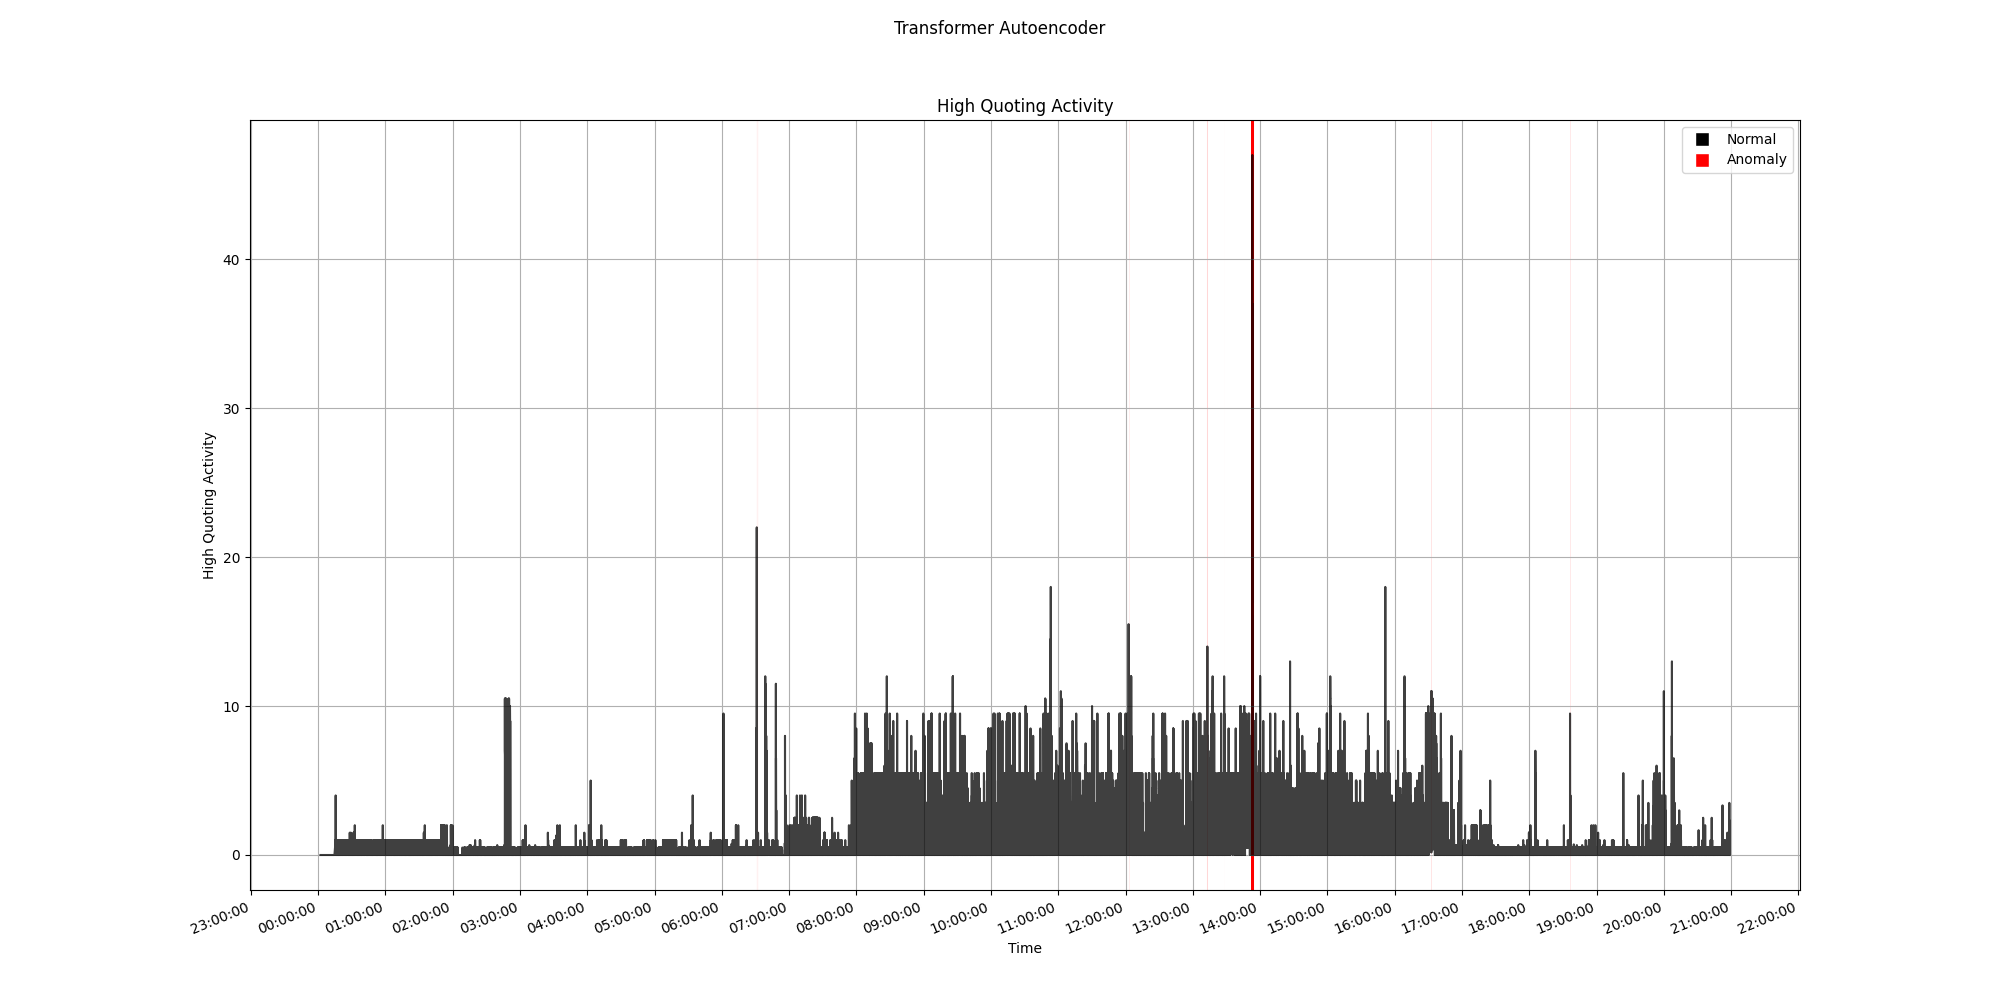 Transformer Autoencoder
High Quoting Activity
Normal
Anomaly
High Quoting Activity
40
30
20
10
0
23:00:00 00:00:00 01:00:00 02:00:00 03:00:00 04:00:00 05:00:00 06:00:00 07:00:00 08:00:00 09:00:00 10:00:00 11:00:00 12:00:00 13:00:00 14:00:00 15:00:00 16:00:00 17:00:00 18:00:00 19:00:00 20:00:00 21:00:00 22:00:00
Time